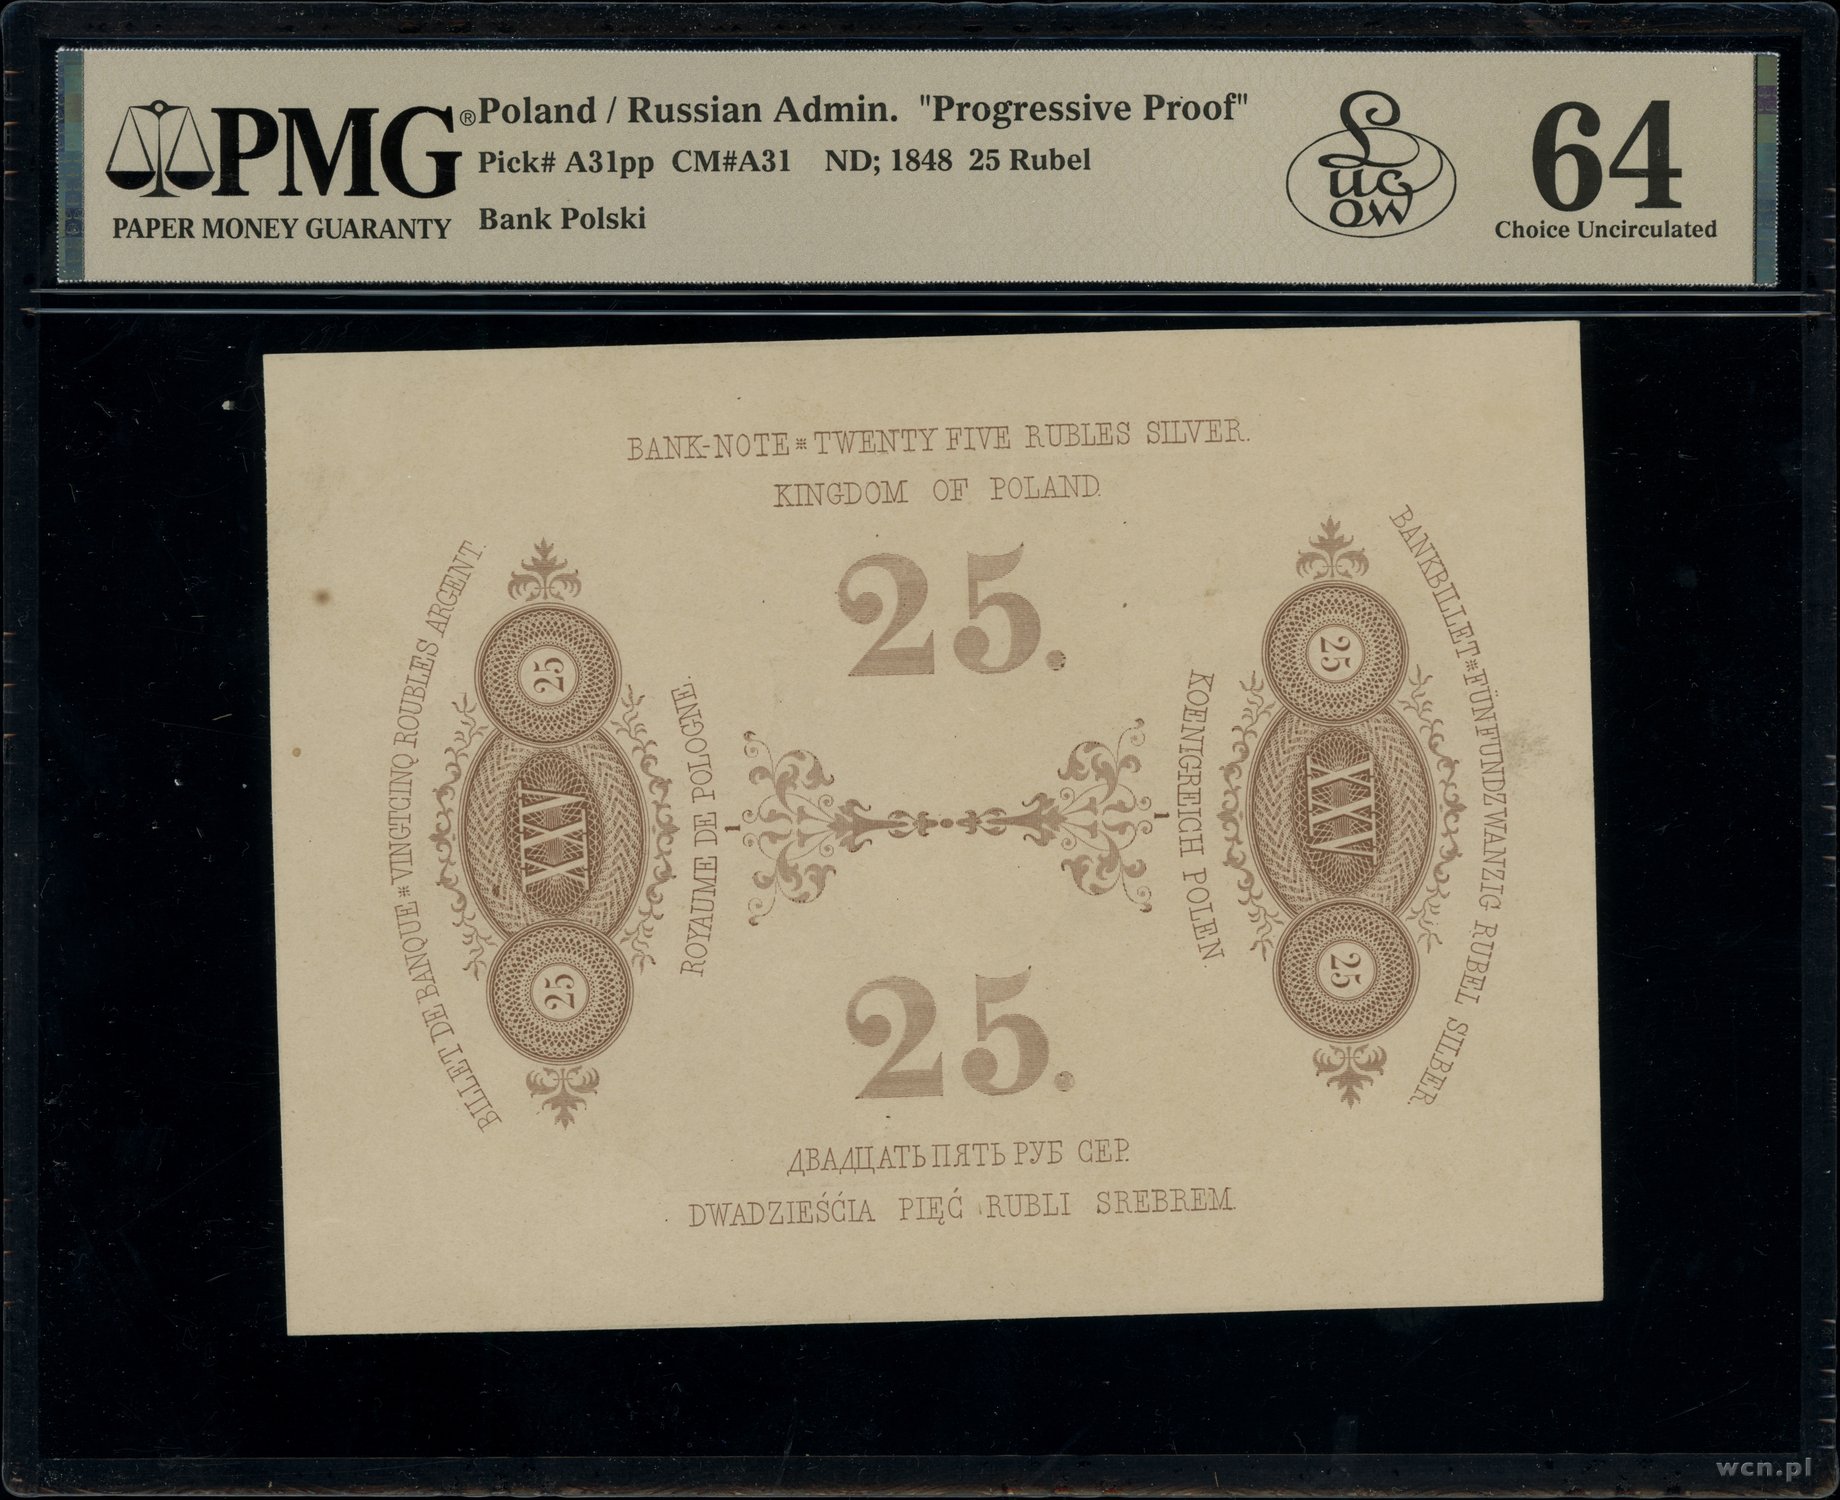 PMG®
PAPER MONEY GUARANTY
Poland / Russian Admin. "Progressive Proof"
Pick# A31pp CM#A31 ND; 1848 25 Rubel
Bank Polski
Lucow
64
Choice Uncirculated
BANK-NOTE * TWENTY FIVE RUBLES SILVER.
KINGDOM OF POLAND.
25.
BILLET DE BANQUE * VINGTCINQ ROUBLES ARGENT.
ROYAUME DE POLOGNE.
25
XXV
25
1
1
KOENIGREICH POLEN.
BANKBILLET * FÜNFUNDZWANZIG RUBEL SILBER.
25
XXV
25
25.
ДВАДЦАТЬ ПЯТЬ РУБ СЕР.
DWADZIEŚCIA PIĘĆ RUBLI SREBREM.
wcn.pl